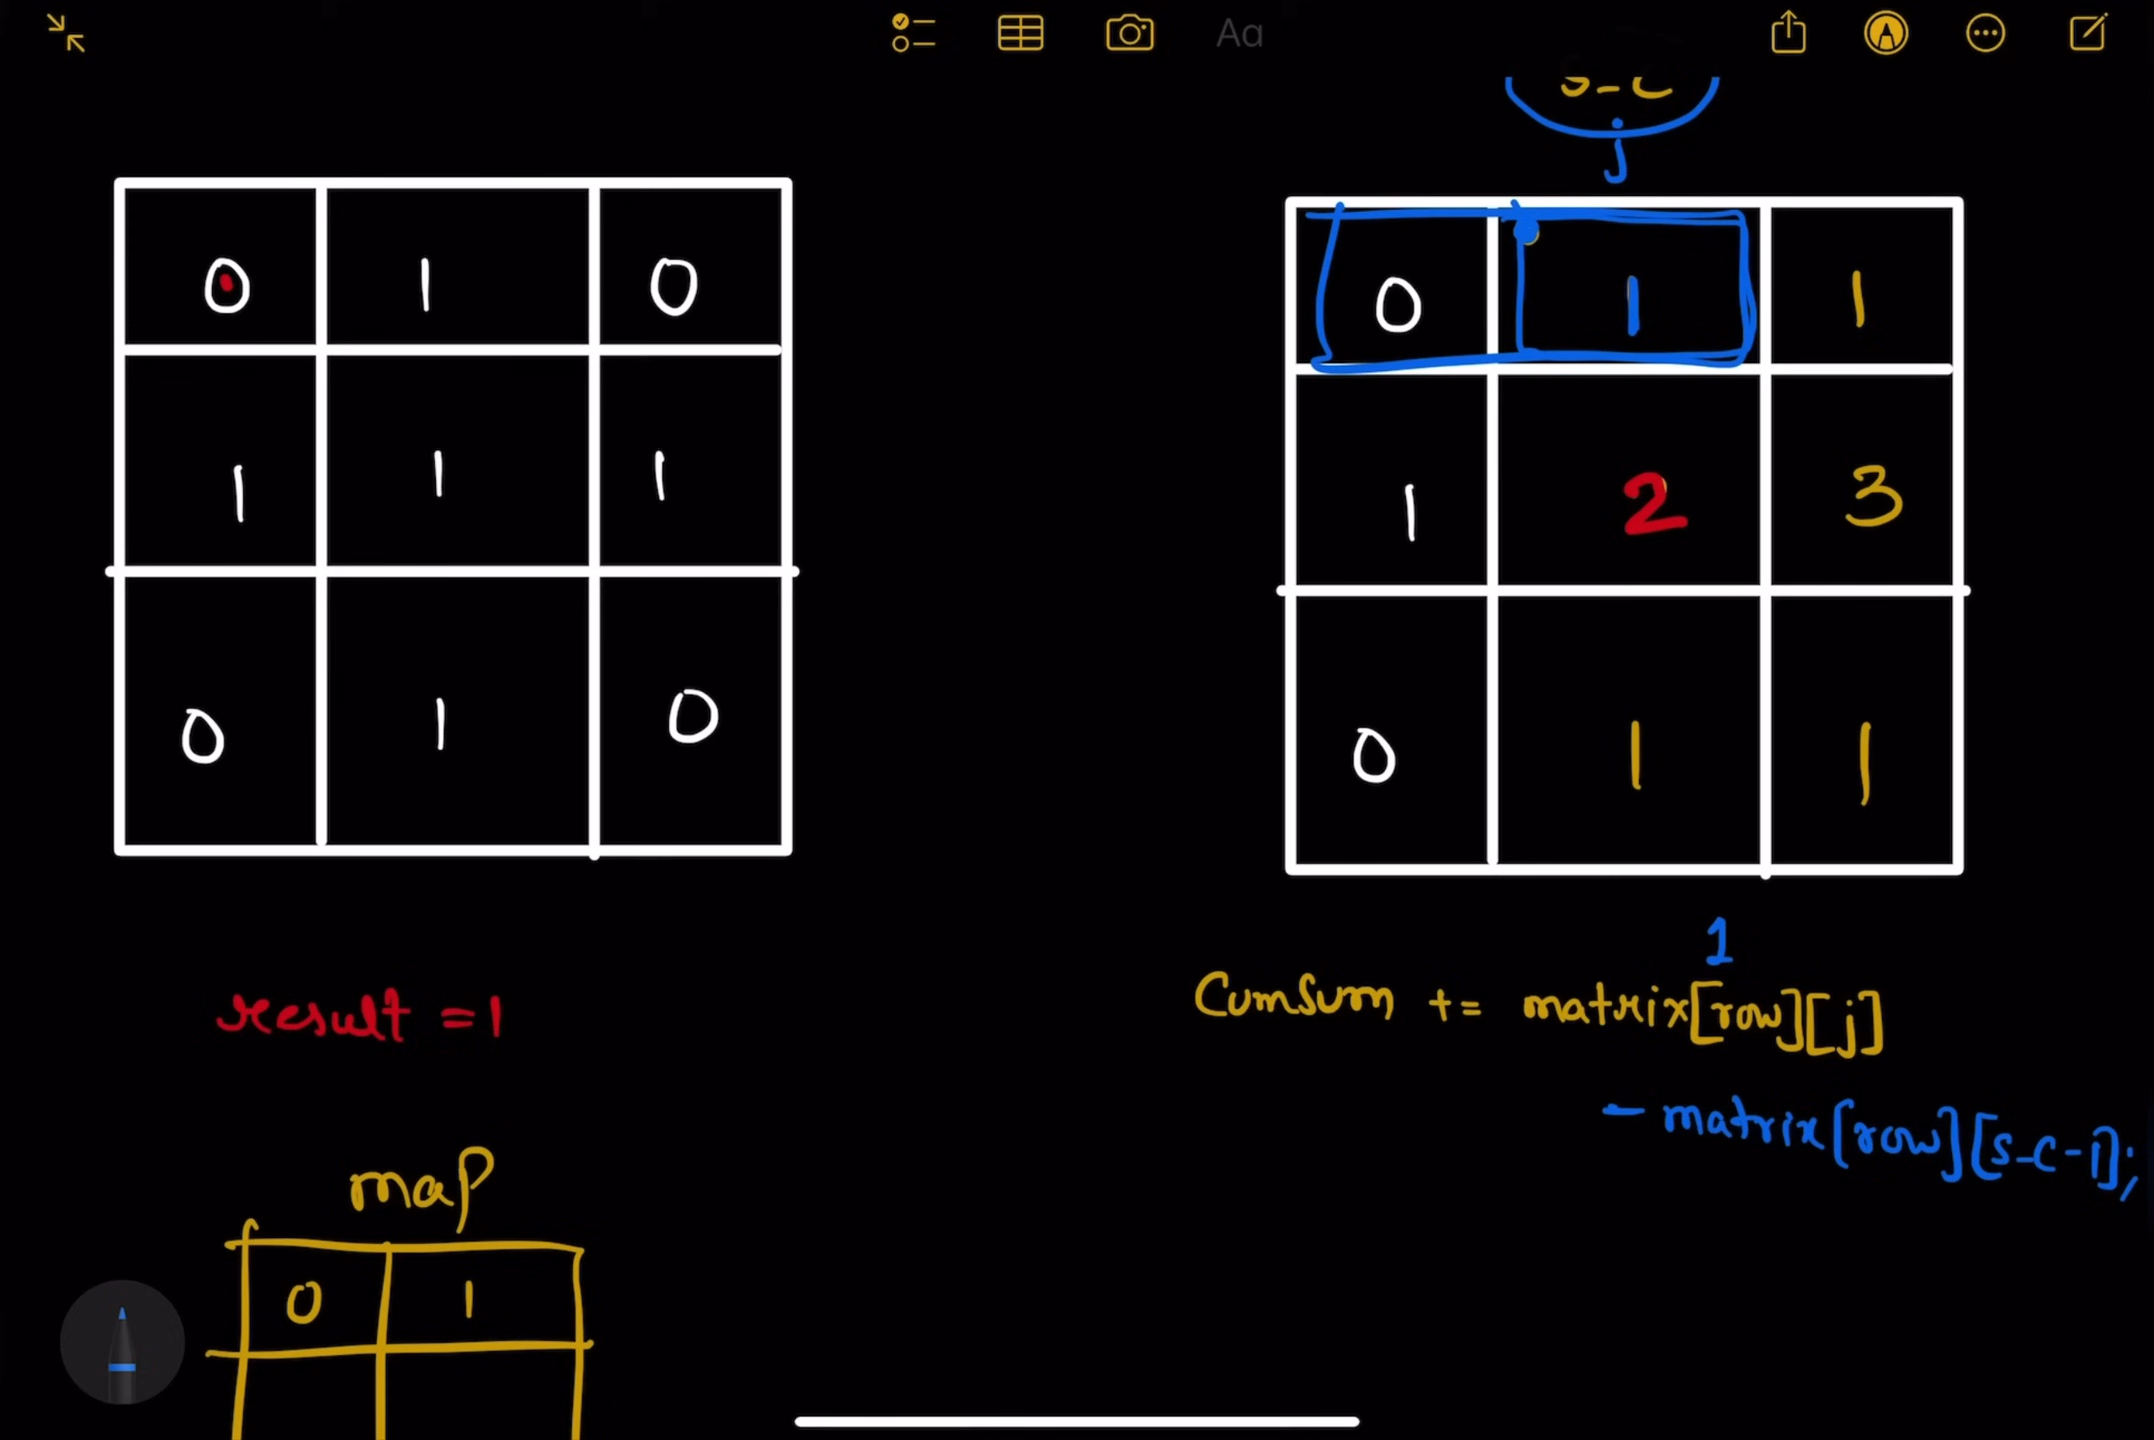 Aa
s-c
j
0 1 0
1 1 1
0 1 0
0 1 1
1 2 3
0 1 1
result = 1
1
CumSum += matrix[row][j]
- matrix[row][s-c-1];
map
0 1